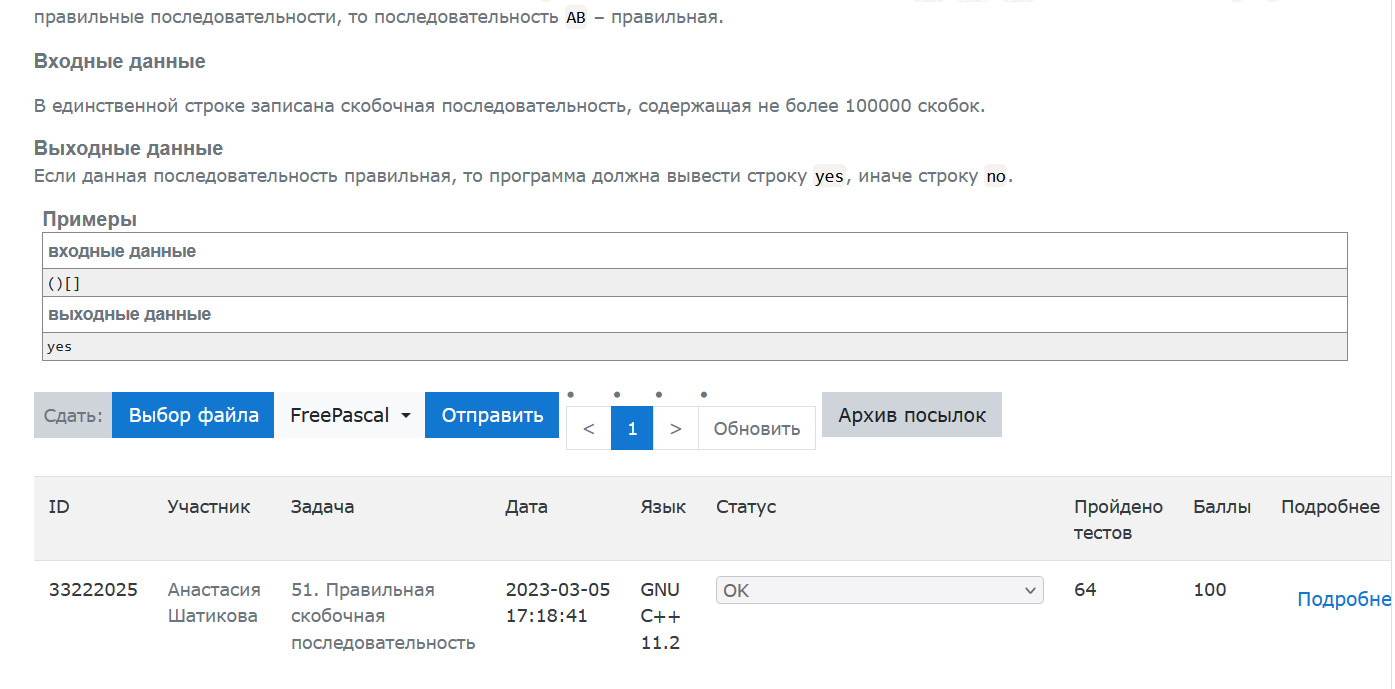 правильные последовательности, то последовательность AB – правильная.
Входные данные
В единственной строке записана скобочная последовательность, содержащая не более 100000 скобок.
Выходные данные
Если данная последовательность правильная, то программа должна вывести строку yes, иначе строку no.
Примеры
входные данные
()[]
выходные данные
yes
Сдать: Выбор файла FreePascal Отправить < 1 > Обновить Архив посылок
ID Участник Задача Дата Язык Статус Пройдено Баллы Подробнее
тестов
33222025 Анастасия 51. Правильная 2023-03-05 GNU OK 64 100 Подробне
Шатикова скобочная 17:18:41 C++
последовательность 11.2